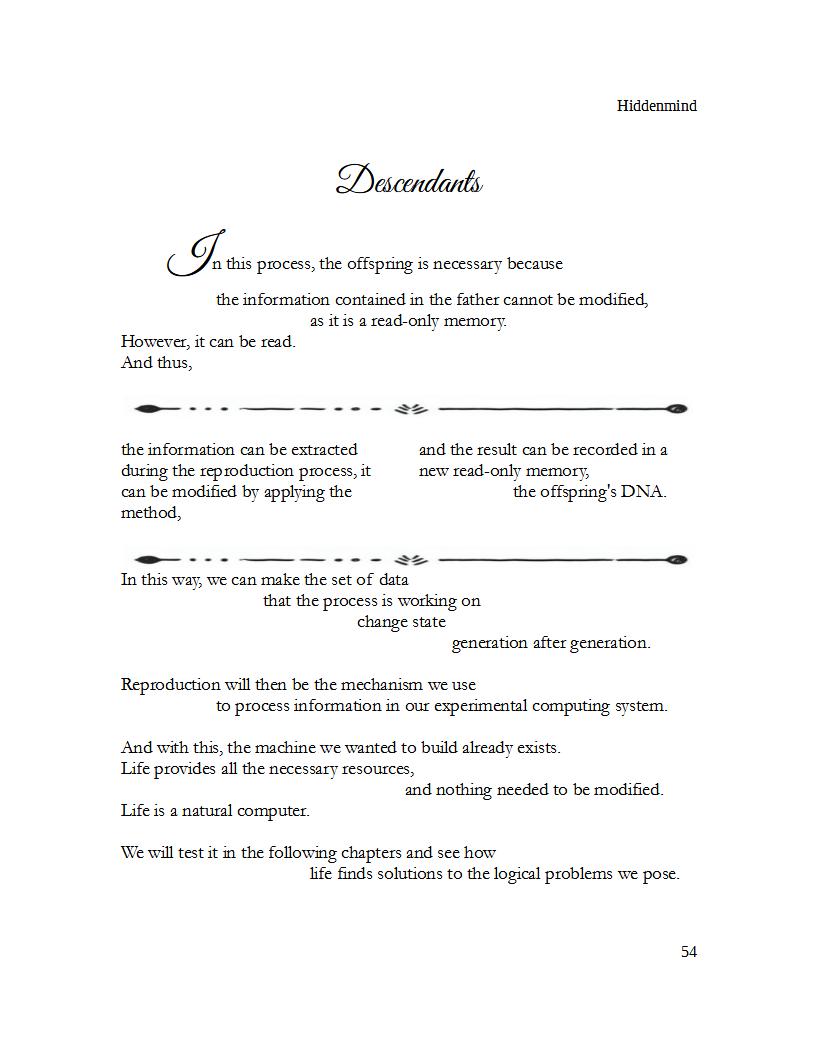 Hiddenmind
Descendants
In this process, the offspring is necessary because
the information contained in the father cannot be modified,
as it is a read-only memory.
However, it can be read.
And thus,
the information can be extracted
during the reproduction process, it
can be modified by applying the
method,
and the result can be recorded in a
new read-only memory,
the offspring's DNA.
In this way, we can make the set of data
that the process is working on
change state
generation after generation.
Reproduction will then be the mechanism we use
to process information in our experimental computing system.
And with this, the machine we wanted to build already exists.
Life provides all the necessary resources,
and nothing needed to be modified.
Life is a natural computer.
We will test it in the following chapters and see how
life finds solutions to the logical problems we pose.
54